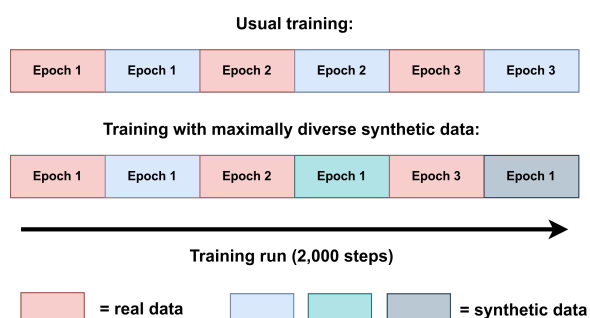 Usual training:
Epoch 1 Epoch 1 Epoch 2 Epoch 2 Epoch 3 Epoch 3
Training with maximally diverse synthetic data:
Epoch 1 Epoch 1 Epoch 2 Epoch 1 Epoch 3 Epoch 1
Training run (2,000 steps)
= real data = synthetic data